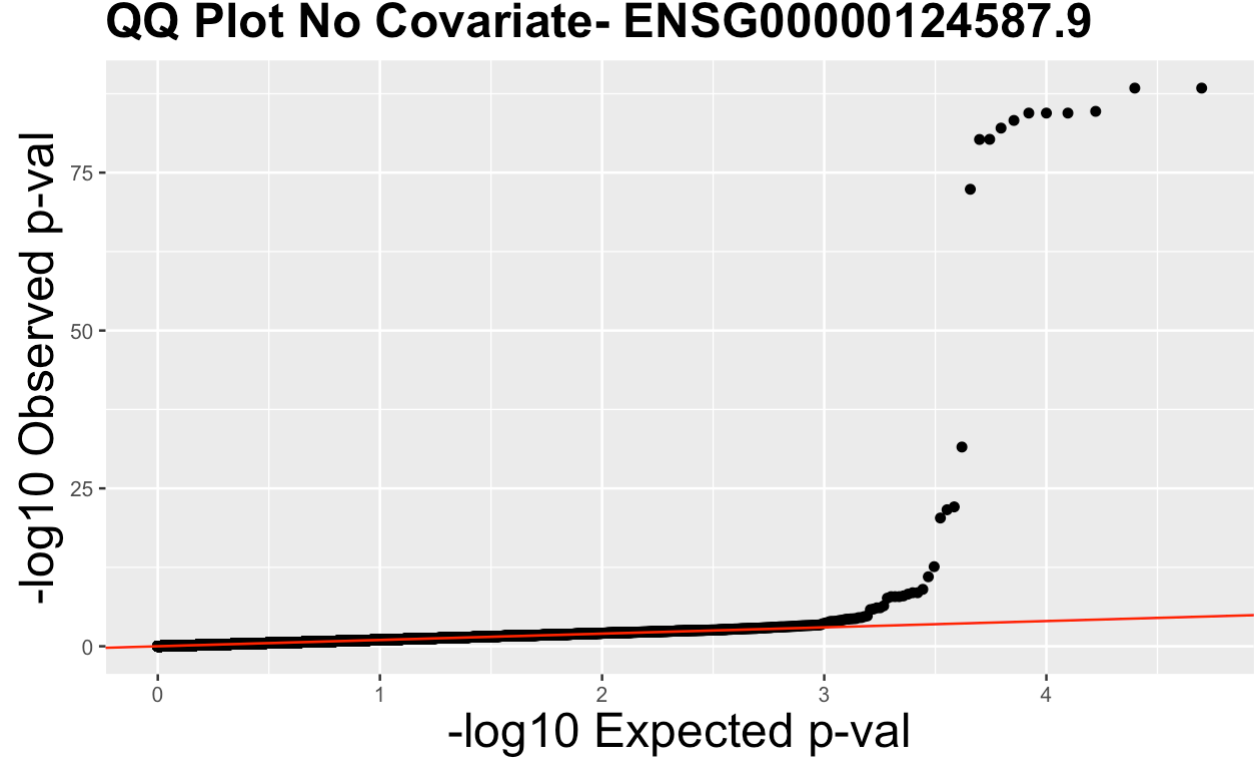 QQ Plot No Covariate- ENSG00000124587.9
-log10 Observed p-val
75
50
25
0
0 1 2 3 4
-log10 Expected p-val